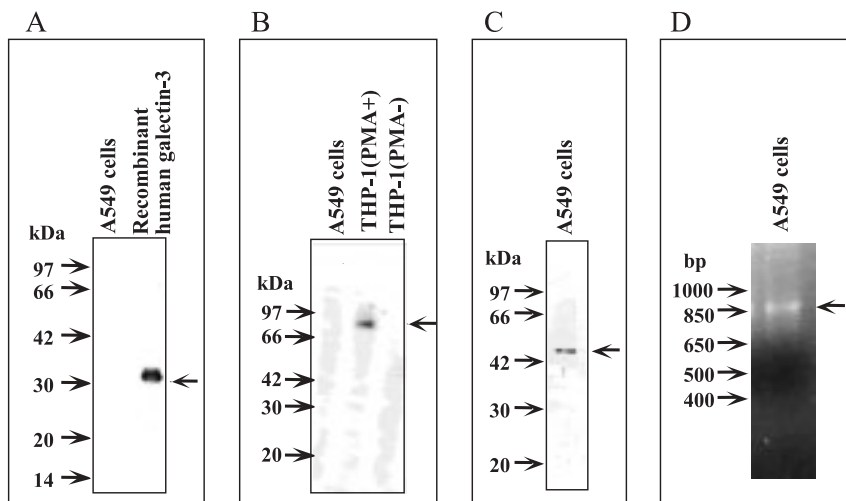 A
A549 cells
Recombinant
human galectin-3
kDa
97
66
42
30
20
14
B
A549 cells
THP-1(PMA+)
THP-1(PMA-)
kDa
97
66
42
30
20
C
A549 cells
kDa
97
66
42
30
20
D
A549 cells
bp
1000
850
650
500
400